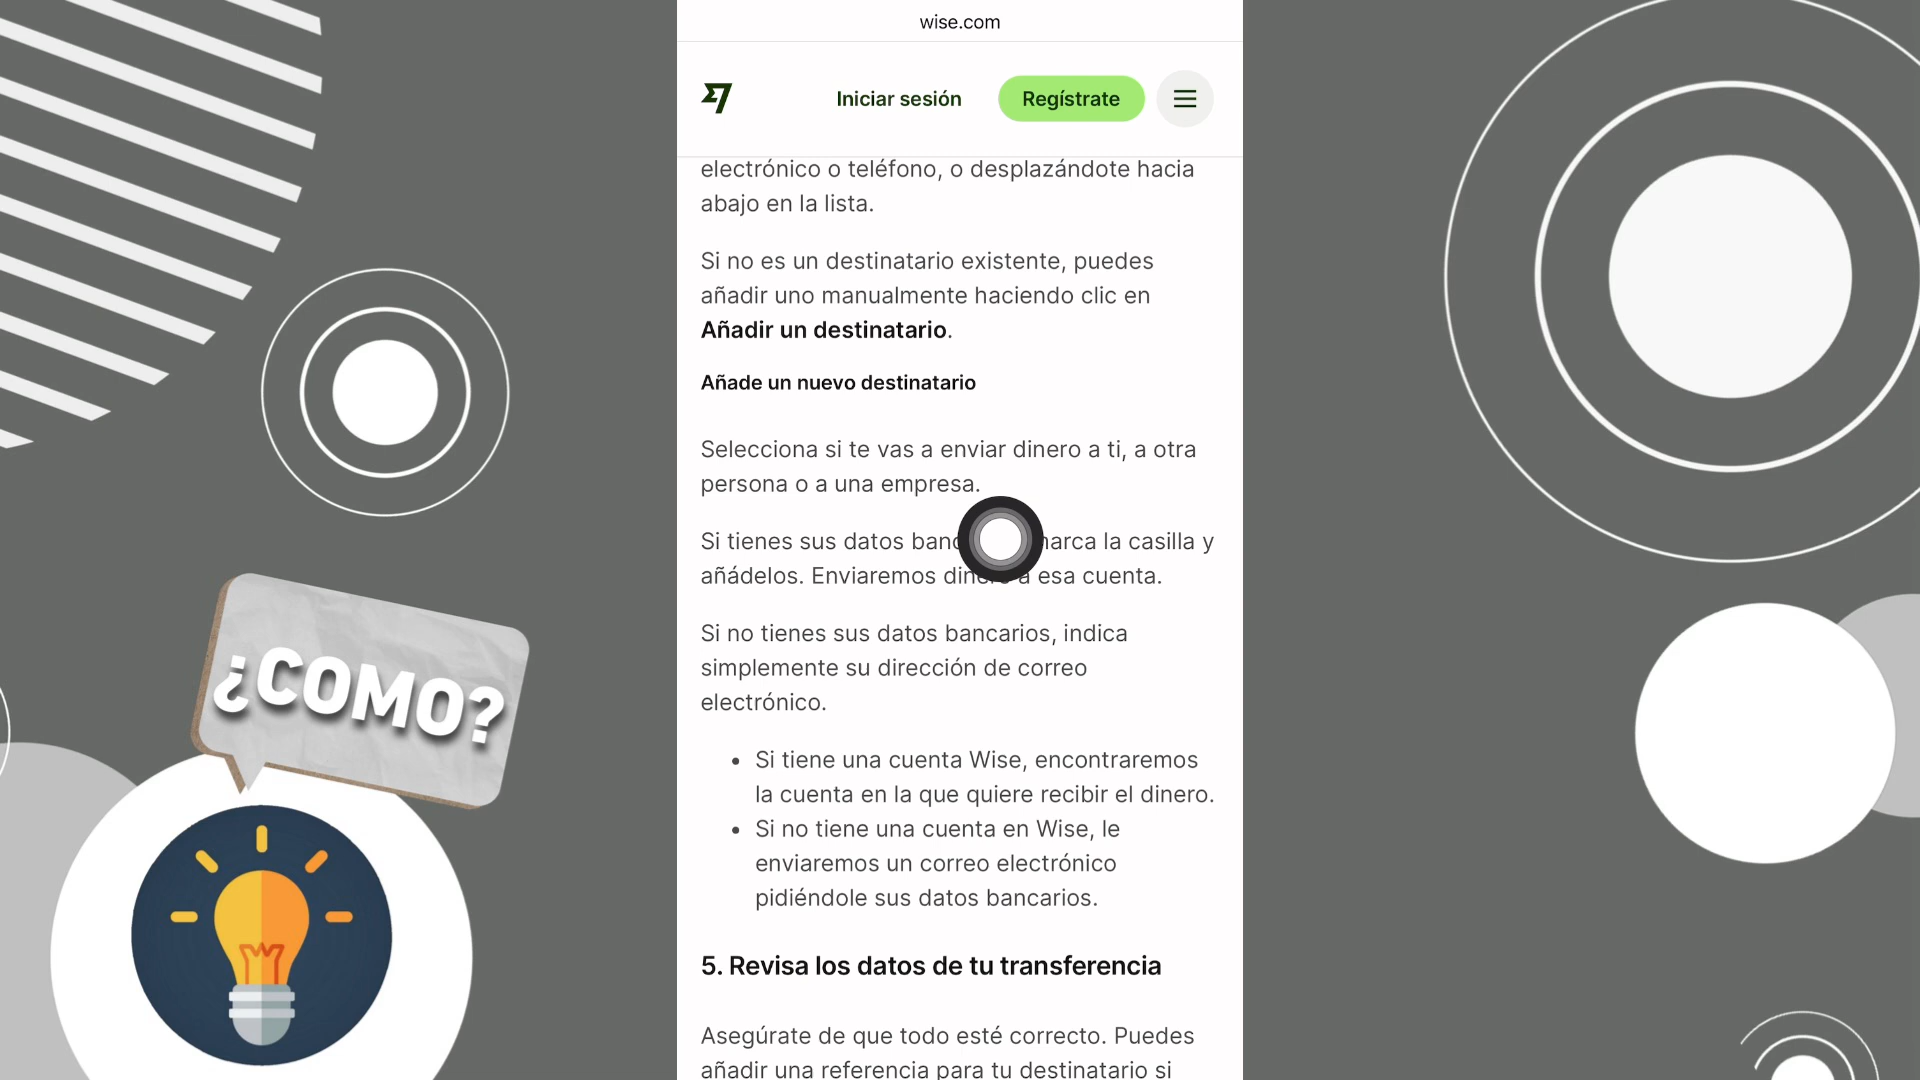 wise.com
Iniciar sesión
Regístrate
electrónico o teléfono, o desplazándote hacia
abajo en la lista.
Si no es un destinatario existente, puedes
añadir uno manualmente haciendo clic en
Añadir un destinatario.
Añade un nuevo destinatario
Selecciona si te vas a enviar dinero a ti, a otra
persona o a una empresa.
Si tienes sus datos la casilla y
añádelos. Enviaremos dinero a esa cuenta.
Si no tienes sus datos bancarios, indica
simplemente su dirección de correo
electrónico.
Si tiene una cuenta Wise, encontraremos
la cuenta en la que quiere recibir el dinero.
Si no tiene una cuenta en Wise, le
enviaremos un correo electrónico
pidiéndole sus datos bancarios.
5. Revisa los datos de tu transferencia
Asegúrate de que todo esté correcto. Puedes
añadir una referencia para tu destinatario si
¿COMO?